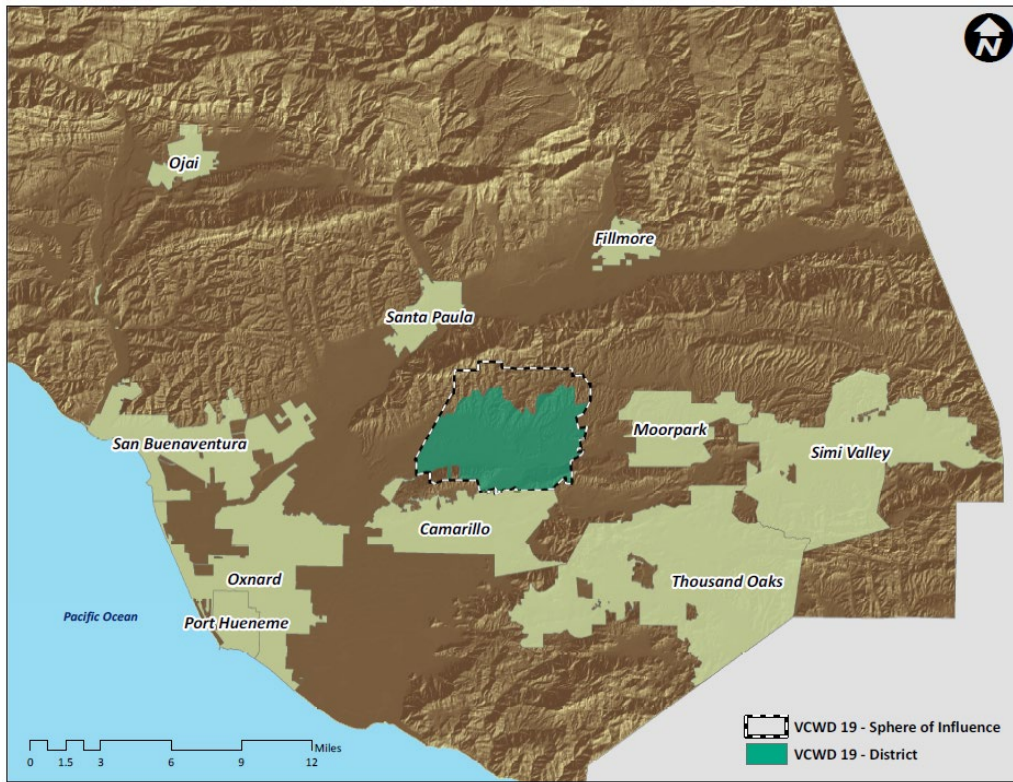 N
Ojai
Fillmore
Santa Paula
San Buenaventura
Moorpark
Simi Valley
Camarillo
Oxnard
Thousand Oaks
Port Hueneme
Pacific Ocean
VCWD 19 - Sphere of Influence
VCWD 19 - District
Miles
0 1.5 3 6 9 12